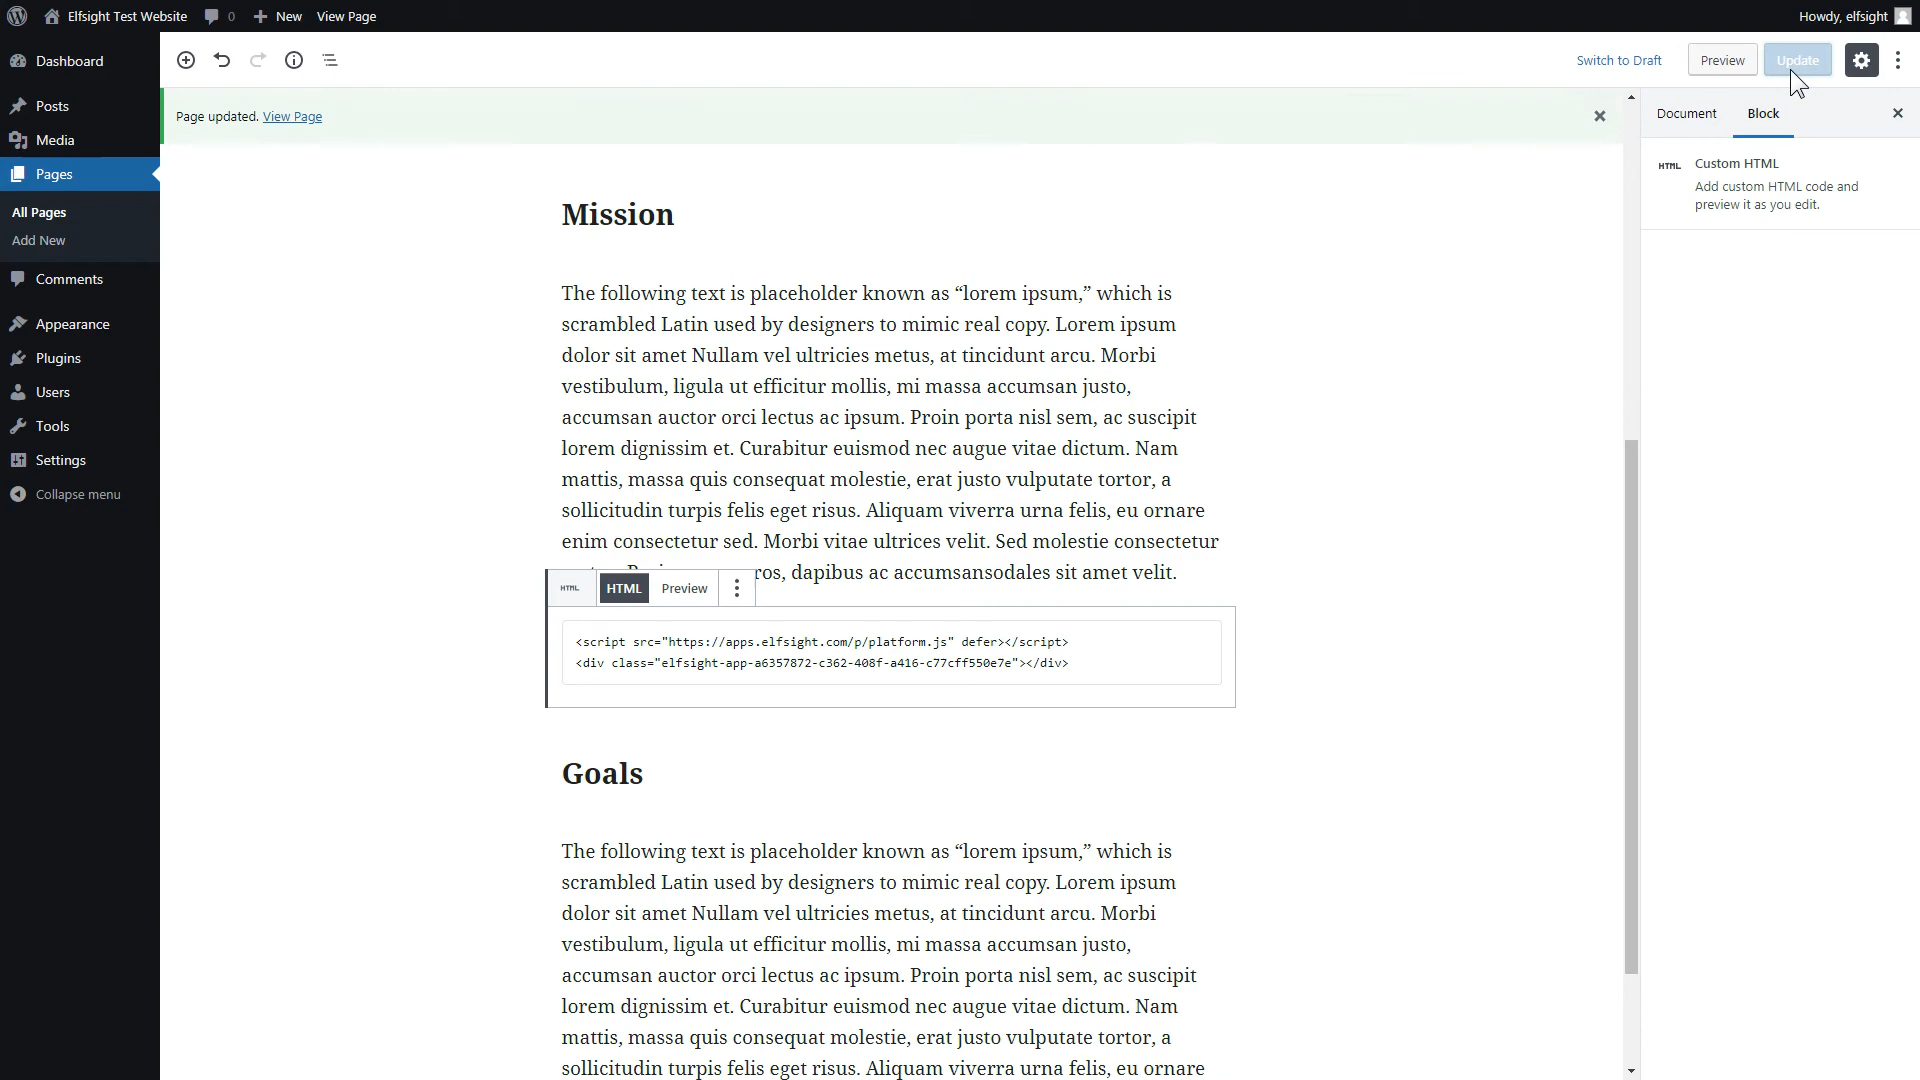 Elfsight Test Website 0 New View Page Howdy, elfsight
Dashboard
Posts
Media
Pages
All Pages
Add New
Comments
Appearance
Plugins
Users
Tools
Settings
Collapse menu
Switch to Draft Preview Update
Page updated. View Page
Mission
The following text is placeholder known as “lorem ipsum,” which is
scrambled Latin used by designers to mimic real copy. Lorem ipsum
dolor sit amet Nullam vel ultricies metus, at tincidunt arcu. Morbi
vestibulum, ligula ut efficitur mollis, mi massa accumsan justo,
accumsan auctor orci lectus ac ipsum. Proin porta nisl sem, ac suscipit
lorem dignissim et. Curabitur euismod nec augue vitae dictum. Nam
mattis, massa quis consequat molestie, erat justo vulputate tortor, a
sollicitudin turpis felis eget risus. Aliquam viverra urna felis, eu ornare
enim consectetur sed. Morbi vitae ultrices velit. Sed molestie consectetur
ros, dapibus ac accumsansodales sit amet velit.
HTML HTML Preview
<script src="https://apps.elfsight.com/p/platform.js" defer></script>
<div class="elfsight-app-a6357872-c362-408f-a416-c77cff550e7e"></div>
Goals
The following text is placeholder known as “lorem ipsum,” which is
scrambled Latin used by designers to mimic real copy. Lorem ipsum
dolor sit amet Nullam vel ultricies metus, at tincidunt arcu. Morbi
vestibulum, ligula ut efficitur mollis, mi massa accumsan justo,
accumsan auctor orci lectus ac ipsum. Proin porta nisl sem, ac suscipit
lorem dignissim et. Curabitur euismod nec augue vitae dictum. Nam
mattis, massa quis consequat molestie, erat justo vulputate tortor, a
sollicitudin turpis felis eget risus. Aliquam viverra urna felis, eu ornare
Document Block
HTML Custom HTML
Add custom HTML code and
preview it as you edit.